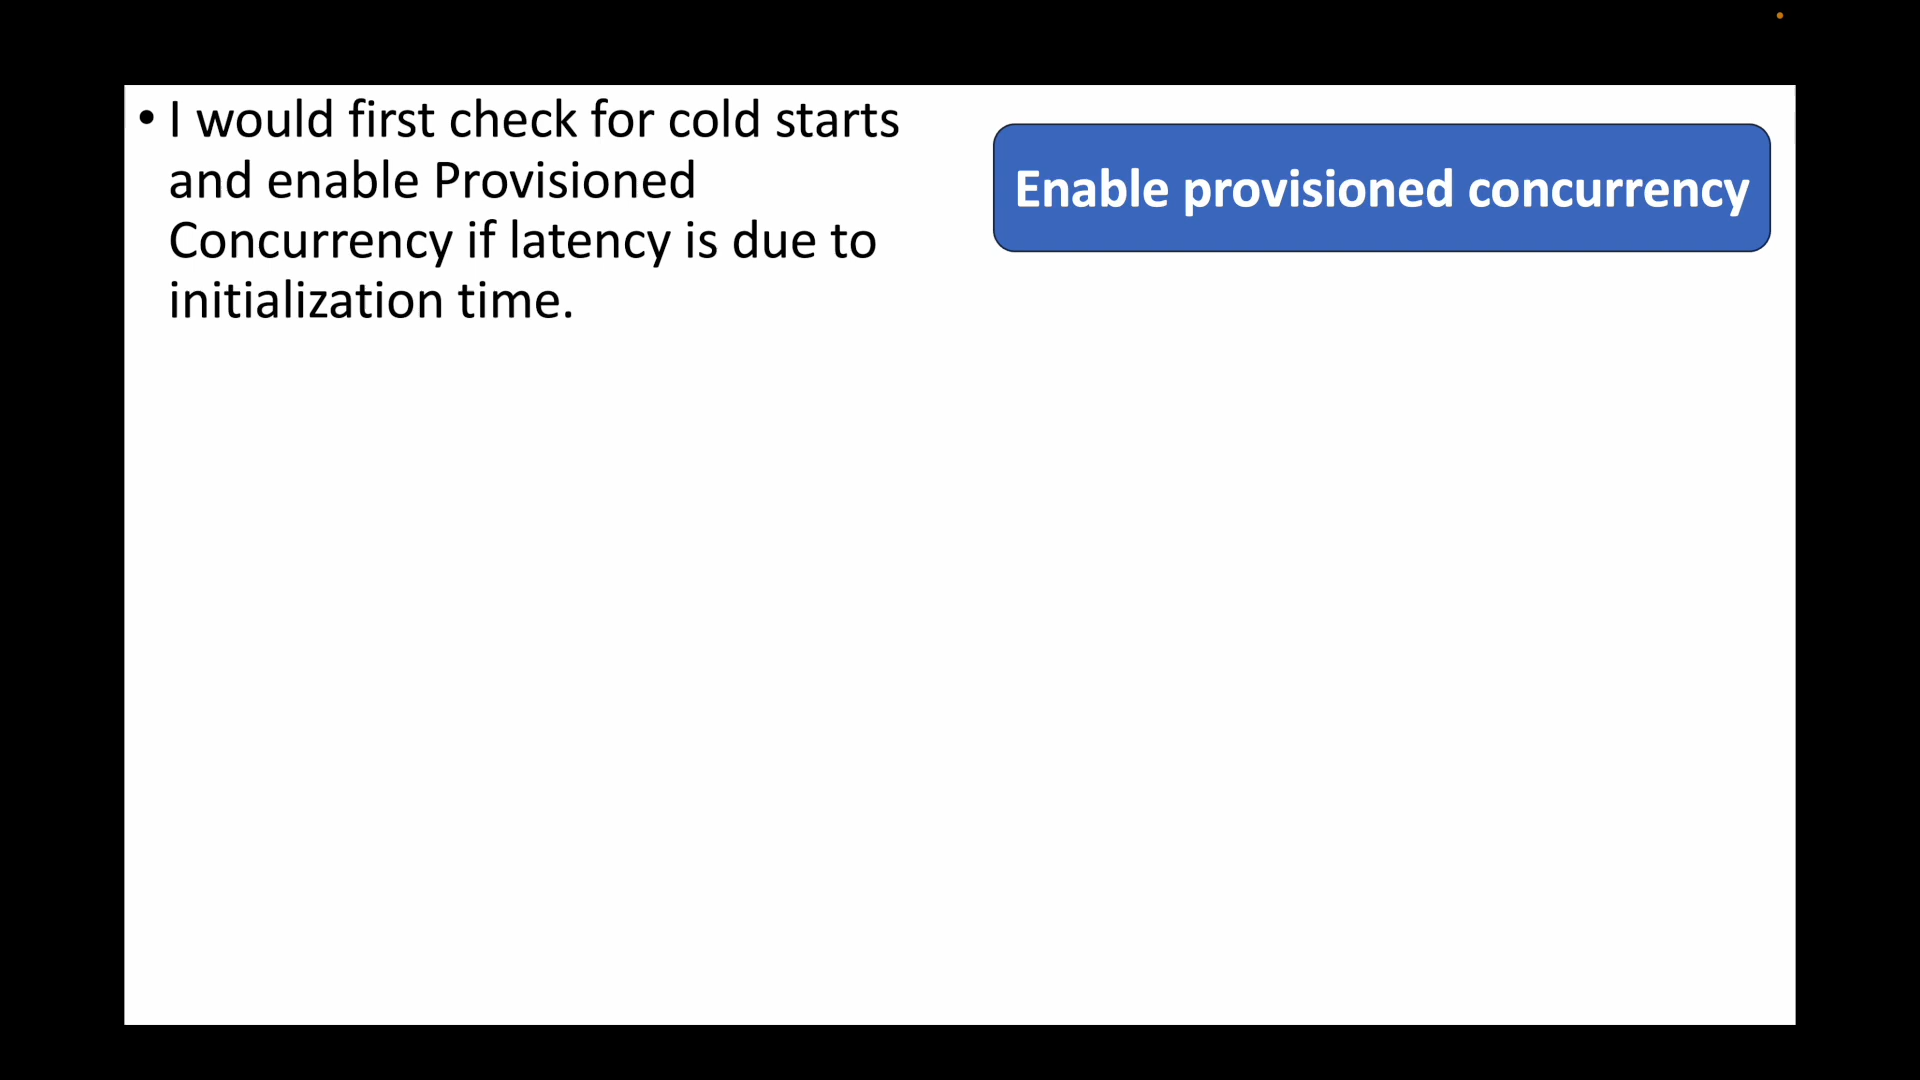 • I would first check for cold starts
and enable Provisioned
Concurrency if latency is due to
initialization time.
Enable provisioned concurrency